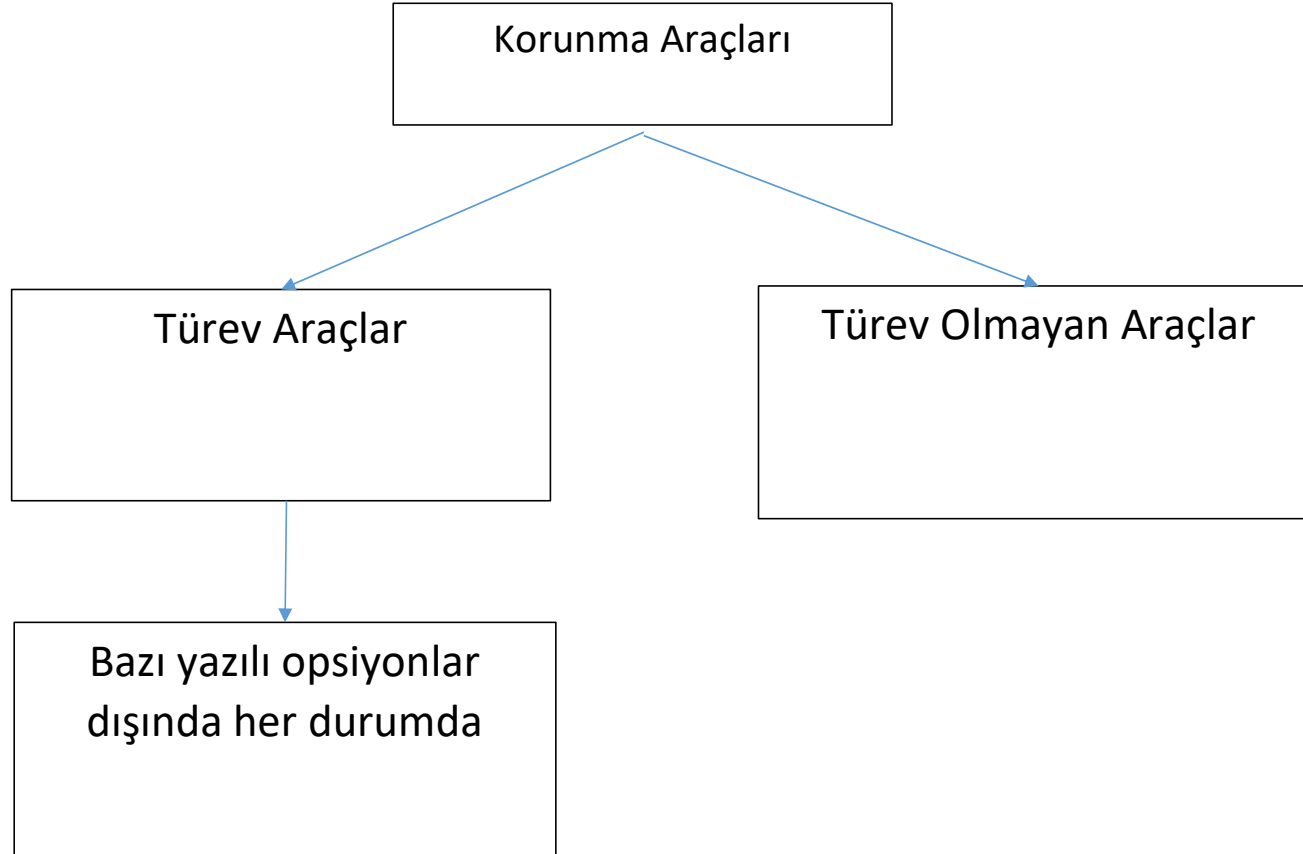 Korunma Araçları
Türev Araçlar
Türev Olmayan Araçlar
Bazı yazılı opsiyonlar
dışında her durumda